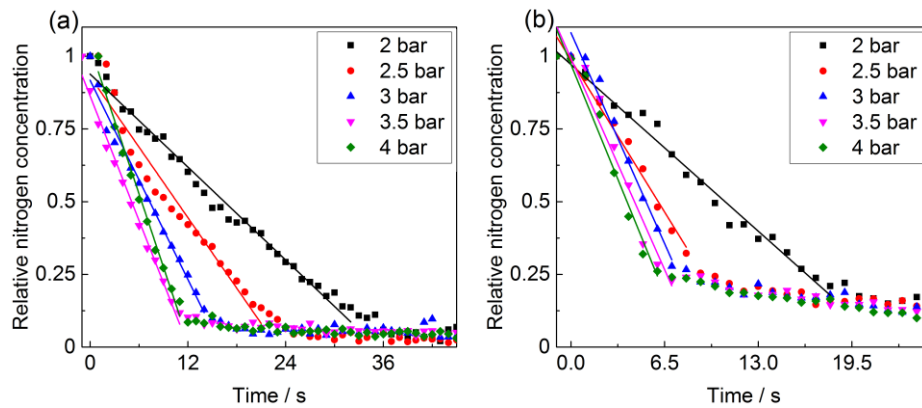 (a)
2 bar
2.5 bar
3 bar
3.5 bar
4 bar
Relative nitrogen concentration
1
0.75
0.5
0.25
0
0 12 24 36
Time / s
(b)
2 bar
2.5 bar
3 bar
3.5 bar
4 bar
Relative nitrogen concentration
1
0.75
0.5
0.25
0
0.0 6.5 13.0 19.5
Time / s